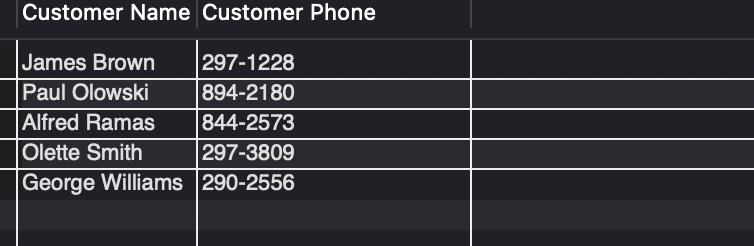 Customer Name Customer Phone
James Brown 297-1228
Paul Olowski 894-2180
Alfred Ramas 844-2573
Olette Smith 297-3809
George Williams 290-2556